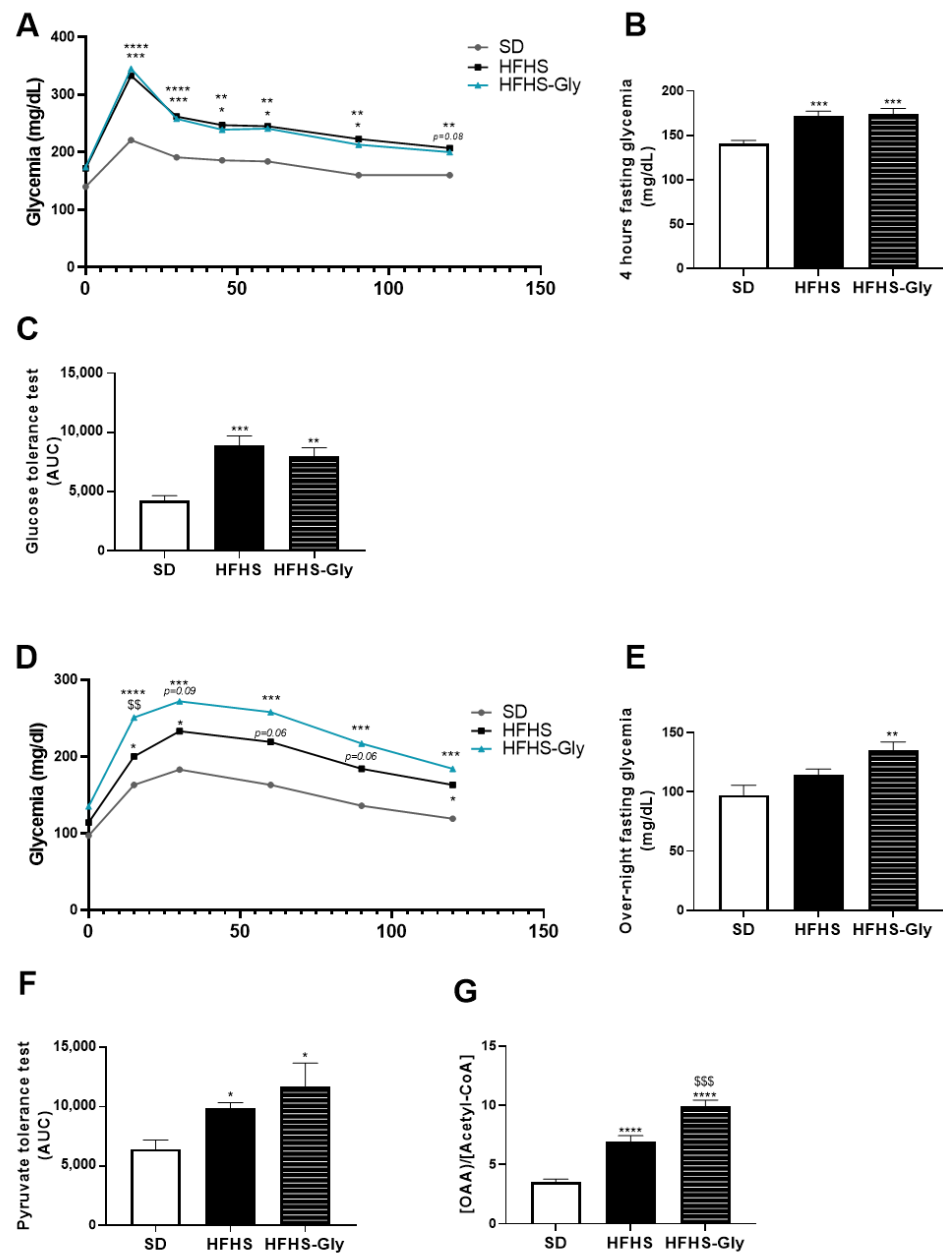 A
Glycemia (mg/dL)
400
300
200
100
0
0
50
100
150
****
***
****
***
**
*
**
*
**
*
**
p=0.08
SD
HFHS
HFHS-Gly
B
4 hours fasting glycemia
(mg/dL)
200
150
100
50
0
***
***
SD
HFHS
HFHS-Gly
C
Glucose tolerance test
(AUC)
15,000
10,000
5,000
0
***
**
SD
HFHS
HFHS-Gly
D
Glycemia (mg/dl)
300
200
100
0
0
50
100
150
****
$$
*
***
p=0.09
*
***
p=0.06
***
p=0.06
***
*
SD
HFHS
HFHS-Gly
E
Over-night fasting glycemia
(mg/dL)
150
100
50
0
**
SD
HFHS
HFHS-Gly
F
Pyruvate tolerance test
(AUC)
15,000
10,000
5,000
0
*
*
SD
HFHS
HFHS-Gly
G
[OAA)/[Acetyl-CoA]
15
10
5
0
****
$$$
****
SD
HFHS
HFHS-Gly